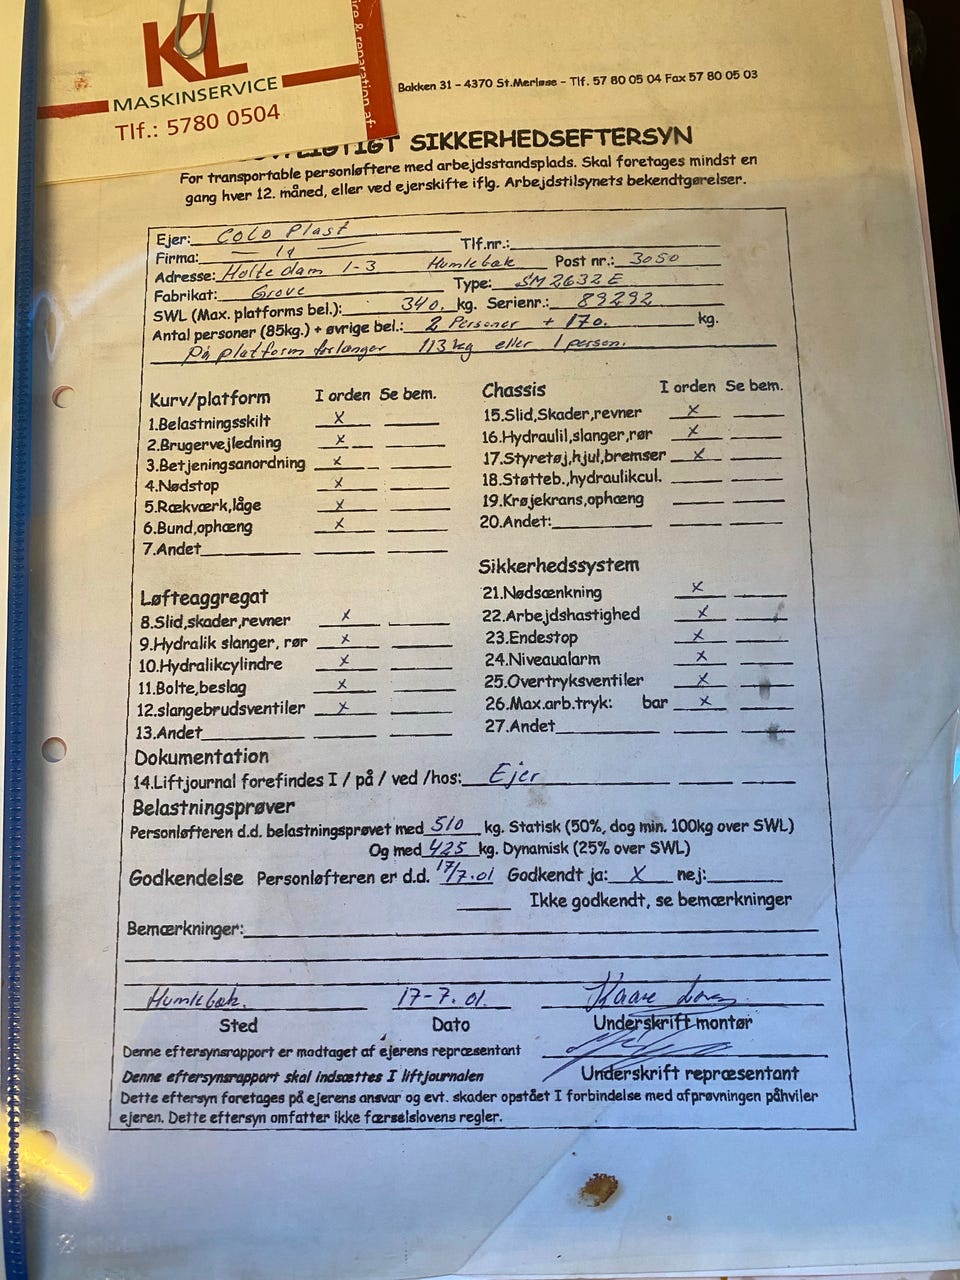 KL
MASKINSERVICE
Tlf.: 5780 0504
ice & reparation af:
Bakken 31 - 4370 St.Merløse - Tlf. 57 80 05 04 Fax 57 80 05 03
SIKKERHEDSEFTERSYN
For transportable personløftere med arbejdsstandsplads. Skal foretages mindst en
gang hver 12. måned, eller ved ejerskifte iflg. Arbejdstilsynets bekendtgørelser.
Ejer: Colo Plast
Firma: Tlf.nr.:
Adresse: Holtedam 1-3 Humlebæk Post nr.: 3050
Fabrikat: Grove Type: SM2632E
SWL (Max. platforms bel.): 340. kg. Serienr.: 89292
Antal personer (85kg.) + øvrige bel.: 2 Personer + 170. kg.
På platform forlænger 113 kg eller 1 person.
Kurv/platform I orden Se bem.
1.Belastningsskilt X
2.Brugervejledning X
3.Betjeningsanordning X
4.Nødstop X
5.Rækværk,låge X
6.Bund,ophæng X
7.Andet
Løfteaggregat
8.Slid,skader,revner X
9.Hydralik slanger, rør X
10.Hydralikcylindre X
11.Bolte,beslag X
12.slangebrudsventiler X
13.Andet
Chassis I orden Se bem.
15.Slid,Skader,revner X
16.Hydraulil,slanger,rør X
17.Styretøj,hjul,bremser X
18.Støtteb.,hydraulikcul.
19.Krøjekrans,ophæng
20.Andet:
Sikkerhedssystem
21.Nødsænkning X
22.Arbejdshastighed X
23.Endestop X
24.Niveaualarm X
25.Overtryksventiler X
26.Max.arb.tryk: bar X
27.Andet
Dokumentation
14.Liftjournal forefindes I / på / ved /hos: Ejer
Belastningsprøver
Personløfteren d.d. belastningsprøvet med 510 kg. Statisk (50%, dog min. 100kg over SWL)
Og med 425 kg. Dynamisk (25% over SWL)
Godkendelse Personløfteren er d.d. 17/7.01 Godkendt ja: X nej:
Ikke godkendt, se bemærkninger
Bemærkninger:
Humlebæk. 17-7.01.
Sted Dato Underskrift montør
Denne eftersynsrapport er modtaget af ejerens repræsentant
Denne eftersynsrapport skal indsættes I liftjournalen Underskrift repræsentant
Dette eftersyn foretages på ejerens ansvar og evt. skader opstået I forbindelse med afprøvningen påhviler
ejeren. Dette eftersyn omfatter ikke færselslovens regler.